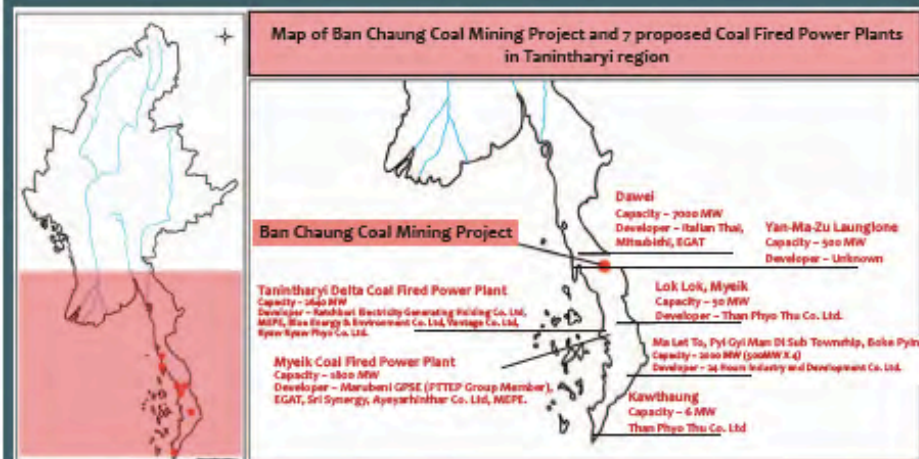 Map of Ban Chaung Coal Mining Project and 7 proposed Coal Fired Power Plants
in Tanintharyi region
Dawei
Capacity – 7000 MW
Developer – Italian Thai,
Mitsubichi, EGAT
Yan-Ma-Zu Launglone
Capacity – 500 MW
Developer – Unknown
Ban Chaung Coal Mining Project
Tanintharyi Delta Coal Fired Power Plant
Capacity – 2640 MW
Developer – Ratchburi Electricity Generating Holding Co. Ltd,
MEPE, Blue Energy & Environment Co. Ltd, Vantage Co. Ltd,
Kyaw Kyaw Phyo Co. Ltd.
Lok Lok, Myeik
Capacity – 50 MW
Developer – Than Phyo Thu Co. Ltd.
Myeik Coal Fired Power Plant
Capacity – 1800 MW
Developer – Marubeni GPSE (PTTEP Group Member),
EGAT, Sri Synergy, Ayeyarhinthar Co. Ltd, MEPE.
Ma Let To, Pyi Gyi Man Di Sub Township, Boke Pyin
Capacity – 2000 MW (500MW X 4)
Developer – 24 Hours Industry and Development Co. Ltd.
Kawthaung
Capacity – 6 MW
Than Phyo Thu Co. Ltd